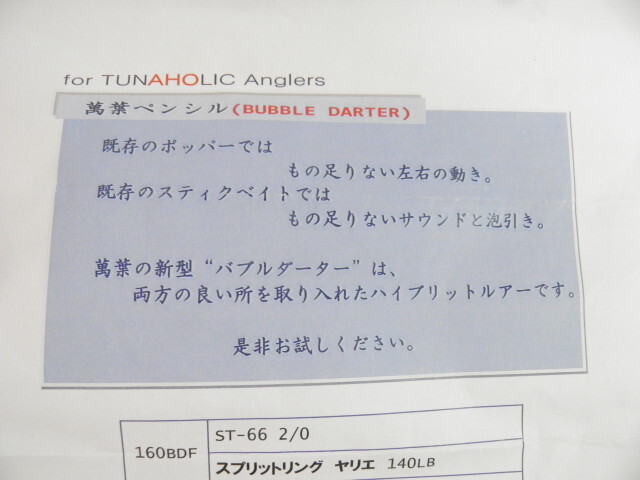 for TUNAHOLIC Anglers
萬葉ペンシル(BUBBLE DARTER)
既存のポッパーでは
もの足りない左右の動き。
既存のスティクベイトでは
もの足りないサウンドと泡引き。
萬葉の新型“バブルダーター”は、
両方の良い所を取り入れたハイブリットルアーです。
是非お試しください。
160BDF
ST-66 2/0
スプリットリング ヤリエ 140LB